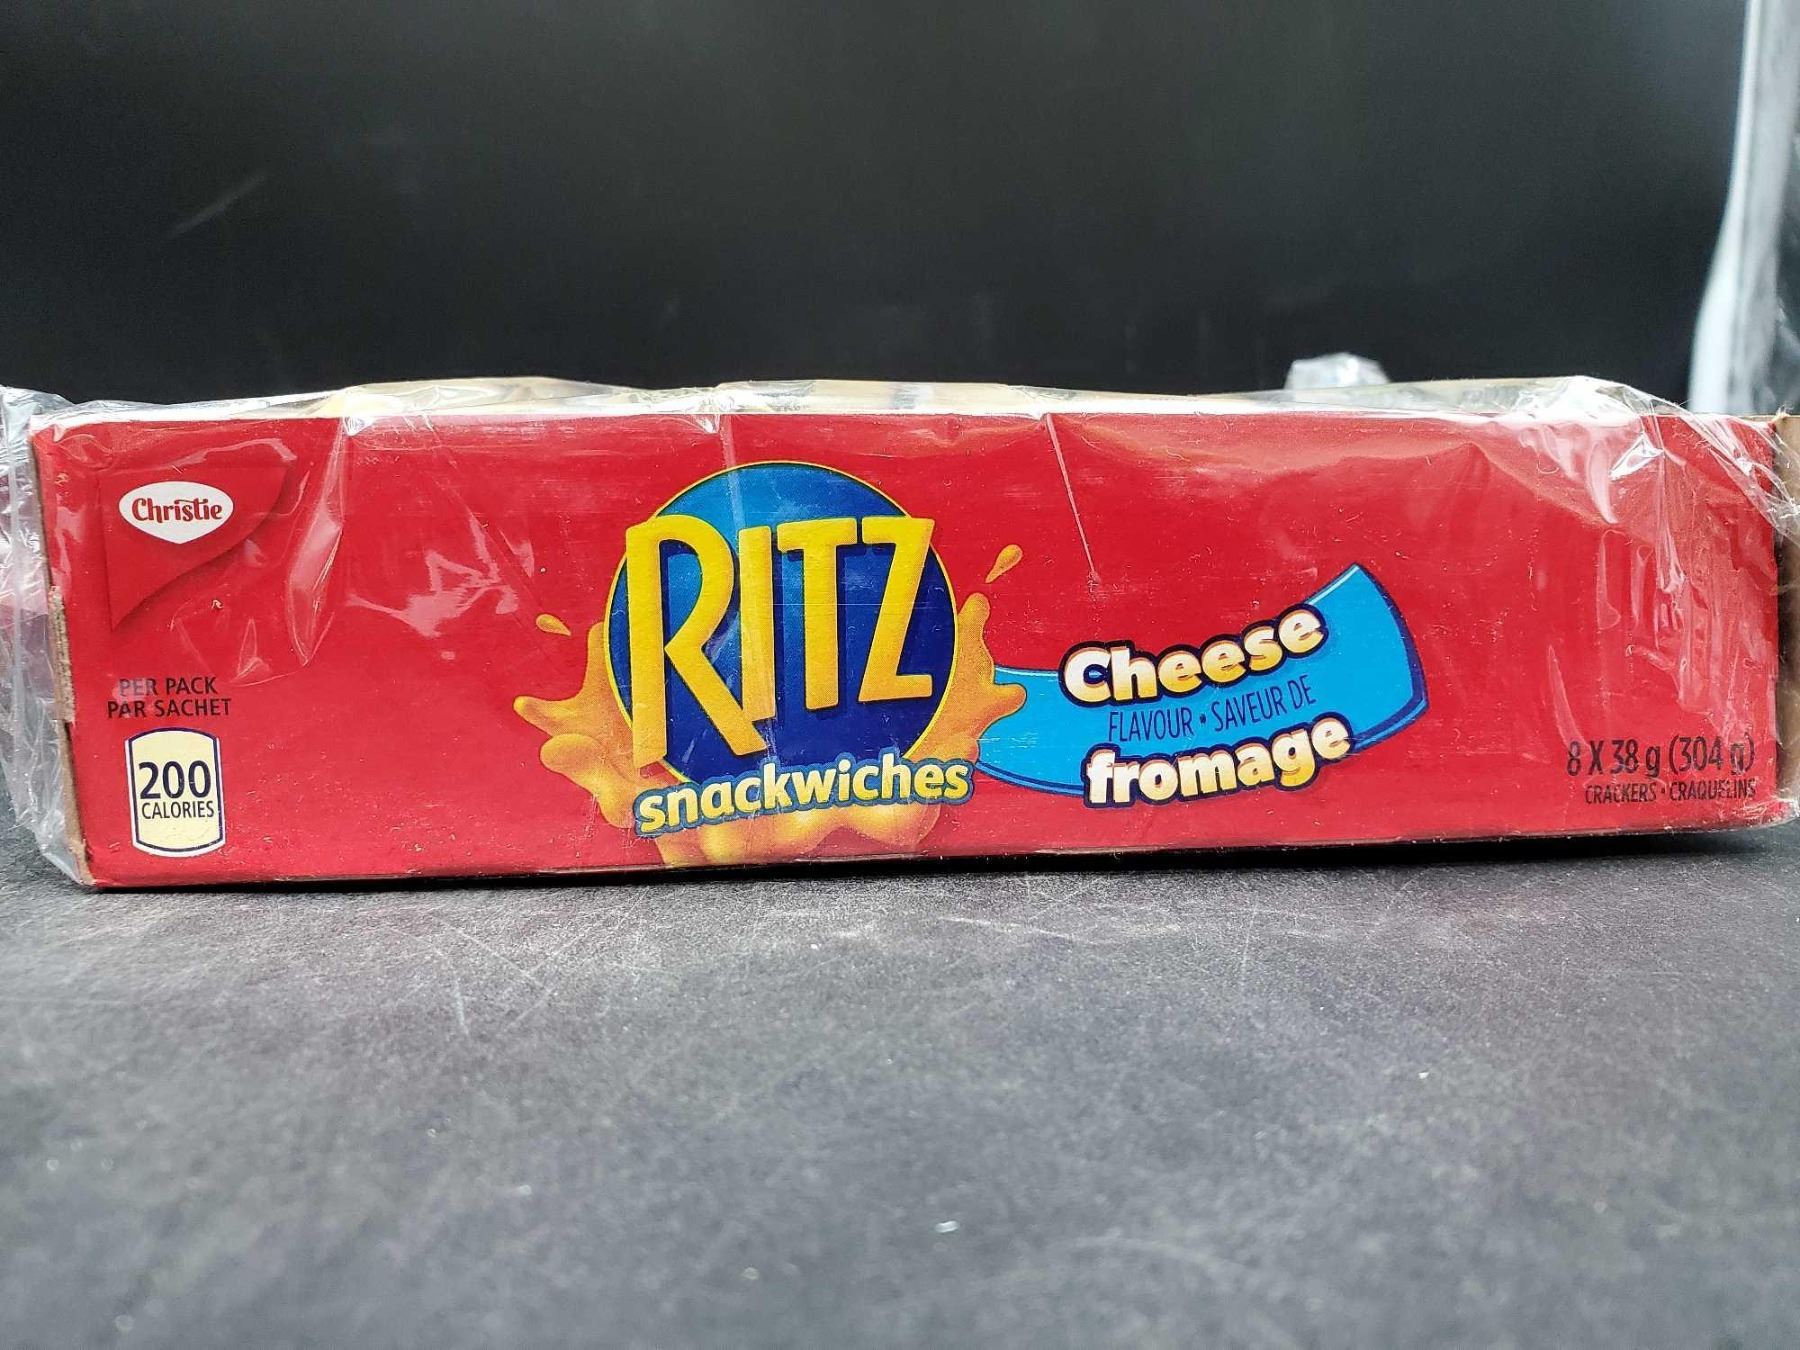 Christie
PER PACK
PAR SACHET
200
CALORIES
RITZ
snackwiches
Cheese
FLAVOUR • SAVEUR DE
fromage
8 X 38 g (304 g)
CRACKERS • CRAQUELINS